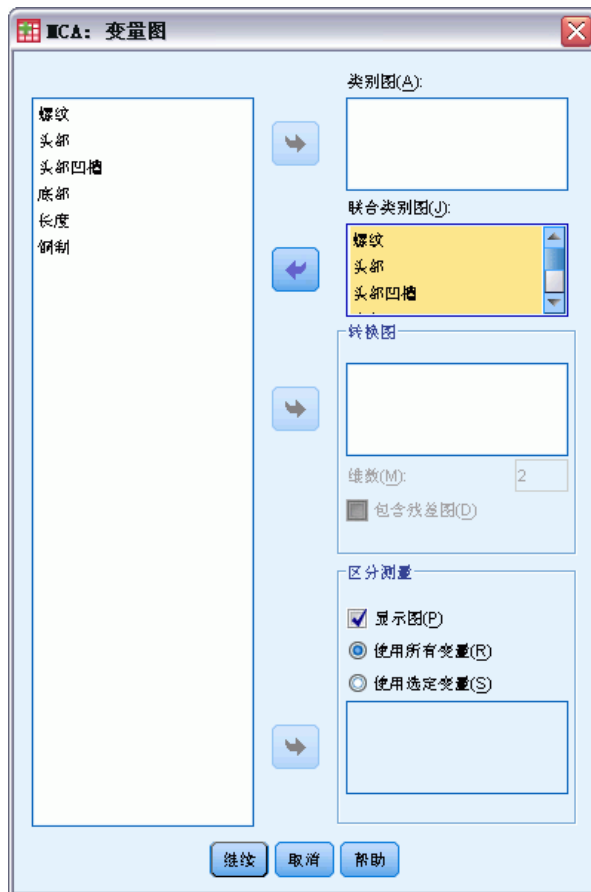 MCA：变量图
螺纹
头部
头部凹槽
底部
长度
铜制
类别图(A):
联合类别图(J):
螺纹
头部
头部凹槽
转换图
维数(M):
2
包含残差图(D)
区分测量
显示图(P)
使用所有变量(R)
使用选定变量(S)
继续
取消
帮助